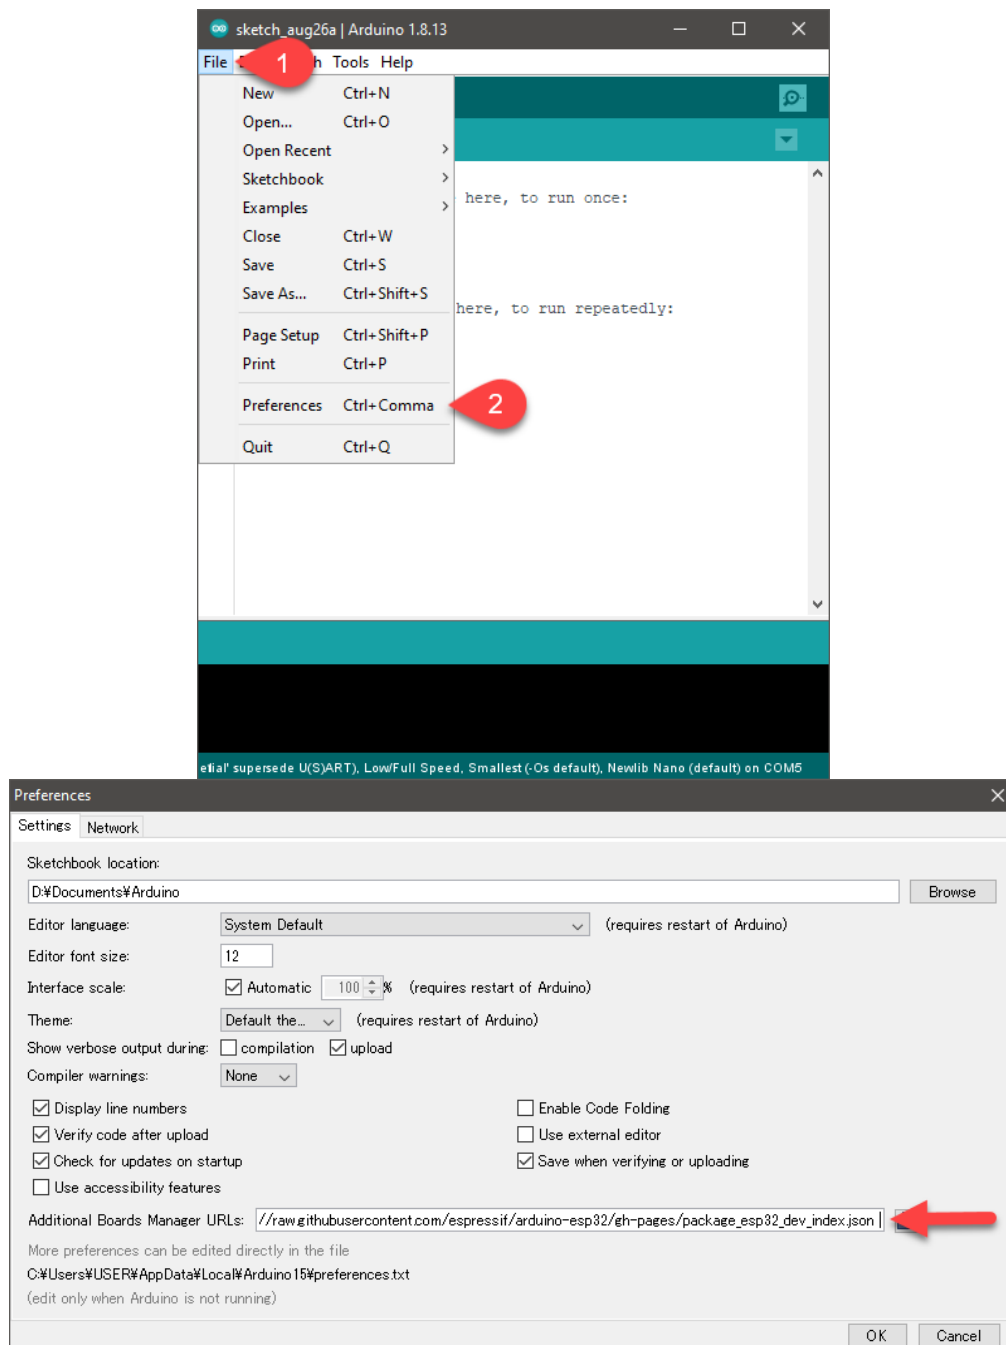 sketch_aug26a | Arduino 1.8.13
File 1 h Tools Help
New Ctrl+N
Open... Ctrl+O
Open Recent
Sketchbook
Examples
Close Ctrl+W
Save Ctrl+S
Save As... Ctrl+Shift+S
Page Setup Ctrl+Shift+P
Print Ctrl+P
Preferences Ctrl+Comma 2
Quit Ctrl+Q
here, to run once:
here, to run repeatedly:
supersede U(S)ART), Low/Full Speed, Smallest (-Os default), Newlib Nano (default) on COM5
Preferences
Settings Network
Sketchbook location:
D:¥Documents¥Arduino Browse
Editor language: System Default (requires restart of Arduino)
Editor font size: 12
Interface scale: Automatic 100 % (requires restart of Arduino)
Theme: Default the... (requires restart of Arduino)
Show verbose output during: compilation upload
Compiler warnings: None
Display line numbers Enable Code Folding
Verify code after upload Use external editor
Check for updates on startup Save when verifying or uploading
Use accessibility features
Additional Boards Manager URLs: //raw.githubusercontent.com/espressif/arduino-esp32/gh-pages/package_esp32_dev_index.json
More preferences can be edited directly in the file
C:¥Users¥USER¥AppData¥Local¥Arduino15¥preferences.txt
(edit only when Arduino is not running)
OK Cancel